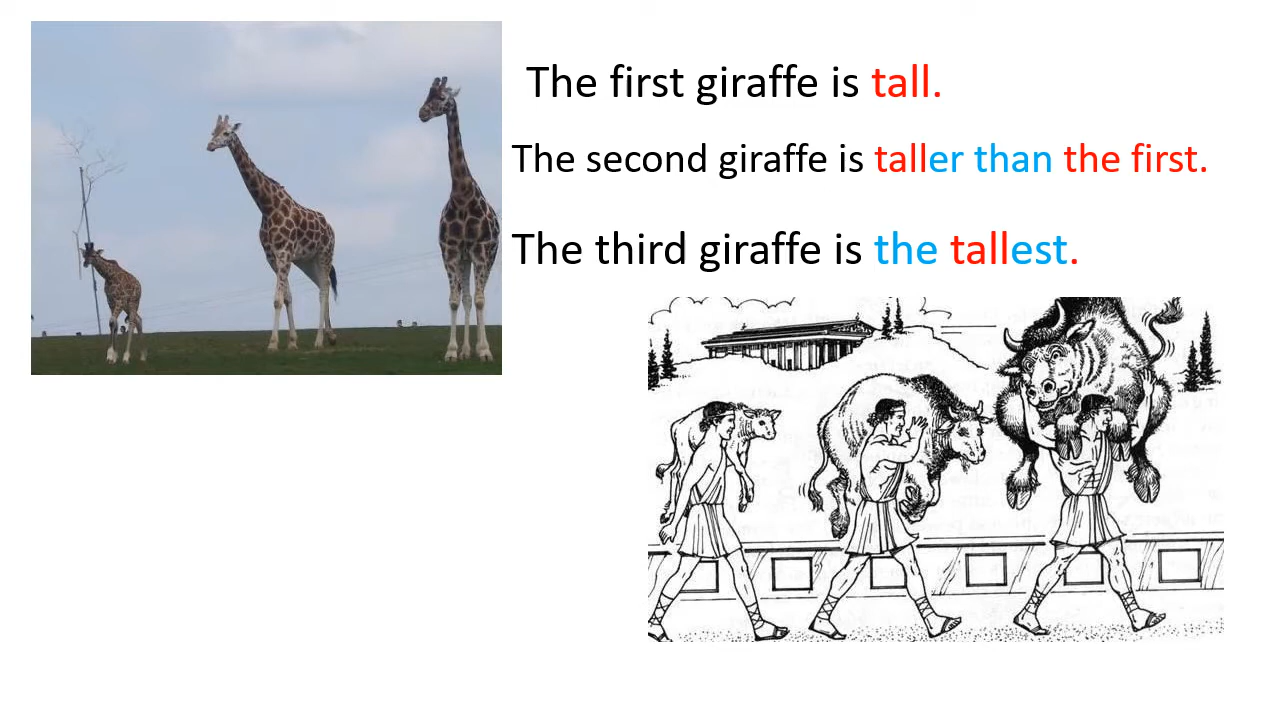 The first giraffe is tall.
The second giraffe is taller than the first.
The third giraffe is the tallest.